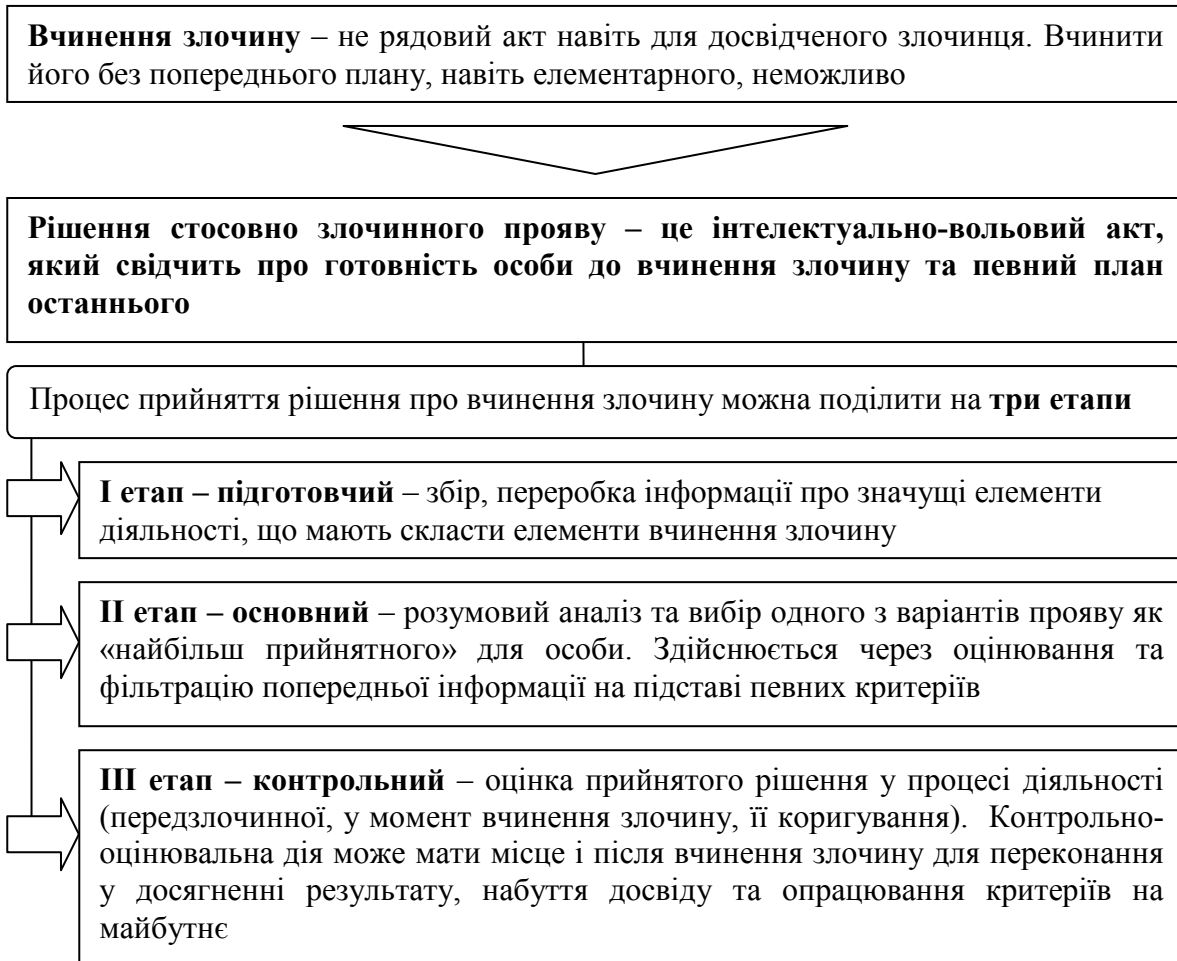 Вчинення злочину – не рядовий акт навіть для досвідченого злочинця. Вчинити
його без попереднього плану, навіть елементарного, неможливо
Рішення стосовно злочинного прояву – це інтелектуально-вольовий акт,
який свідчить про готовність особи до вчинення злочину та певний план
останнього
Процес прийняття рішення про вчинення злочину можна поділити на три етапи
І етап – підготовчий – збір, переробка інформації про значущі елементи
діяльності, що мають скласти елементи вчинення злочину
ІІ етап – основний – розумовий аналіз та вибір одного з варіантів прояву як
«найбільш прийнятного» для особи. Здійснюється через оцінювання та
фільтрацію попередньої інформації на підставі певних критеріїв
ІІІ етап – контрольний – оцінка прийнятого рішення у процесі діяльності
(передзлочинної, у момент вчинення злочину, її коригування). Контрольно-
оцінювальна дія може мати місце і після вчинення злочину для переконання
у досягненні результату, набуття досвіду та опрацювання критеріїв на
майбутнє